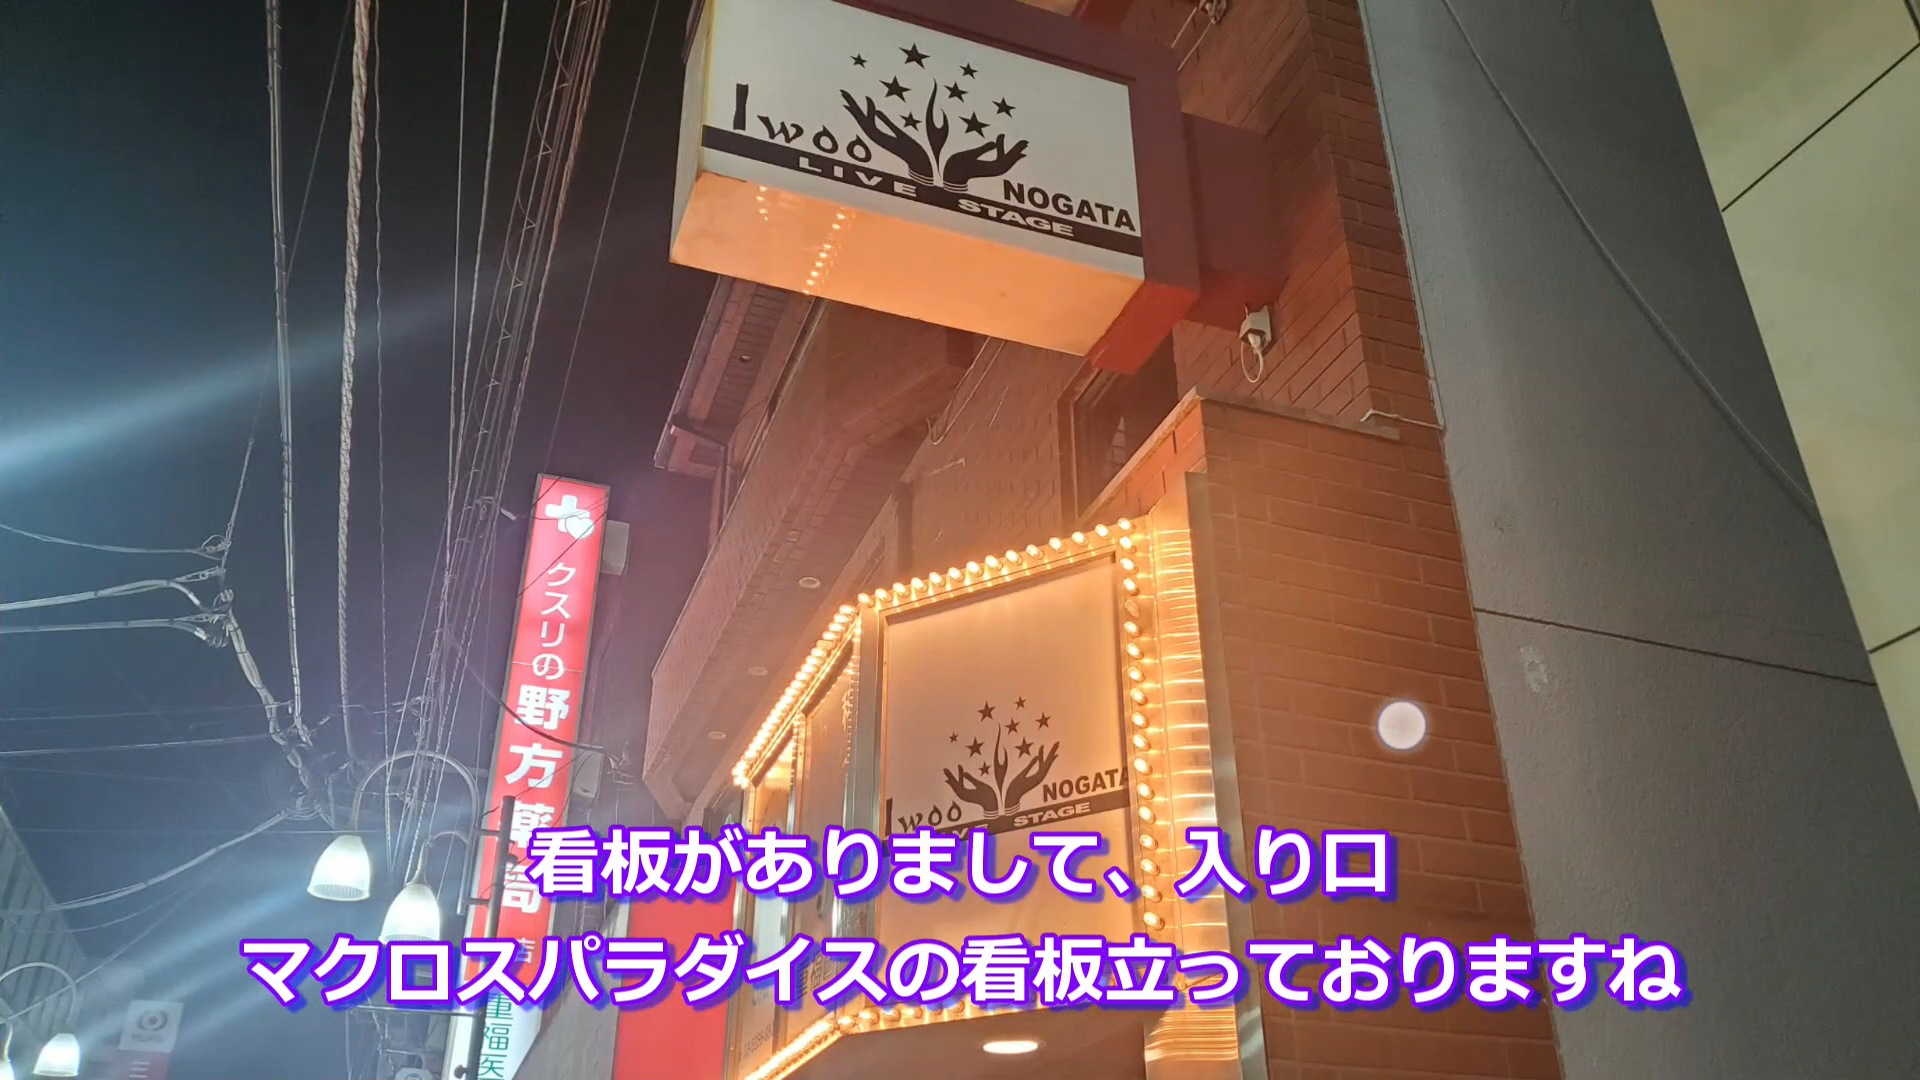 Iwoo
NOGATA
LIVE STAGE
クスリの野方薬局
Iwoo
NOGATA
STAGE
看板がありまして、入り口
マクロスパラダイスの看板立っておりますね